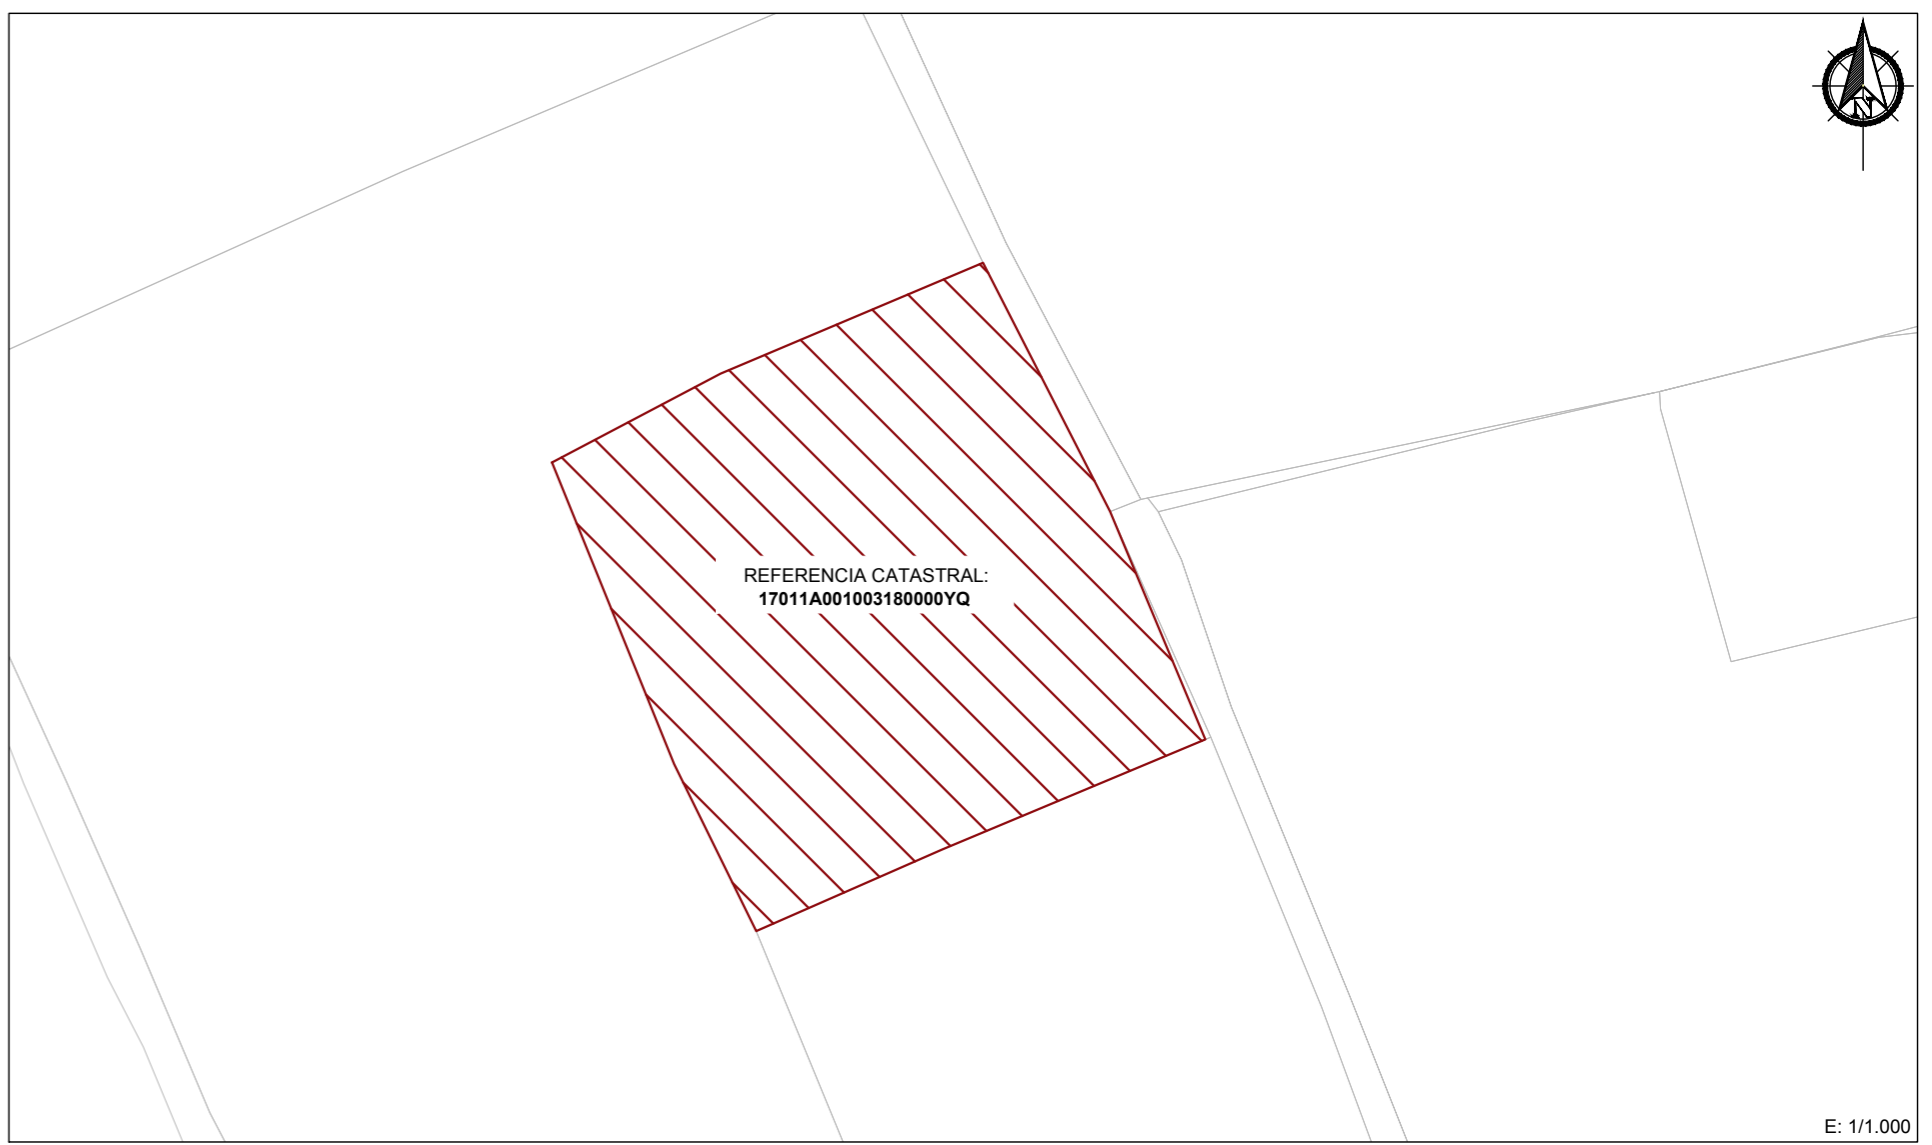 N
REFERENCIA CATASTRAL:
17011A001003180000YQ
E: 1/1.000